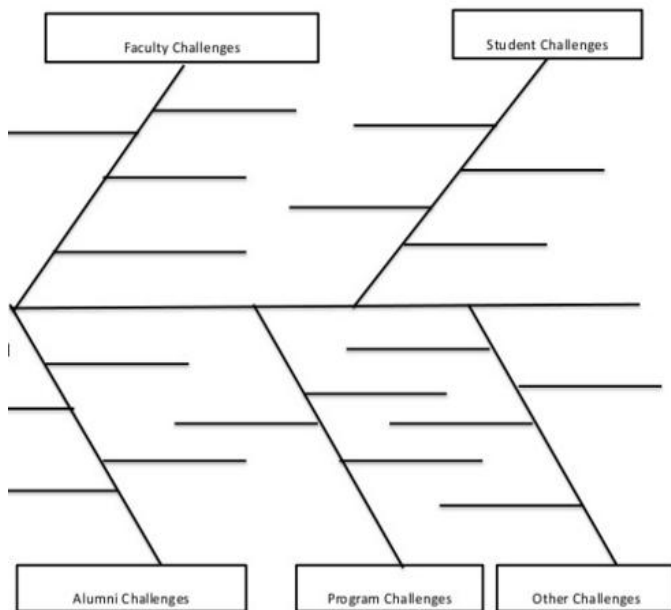 Faculty Challenges
Student Challenges
Alumni Challenges
Program Challenges
Other Challenges